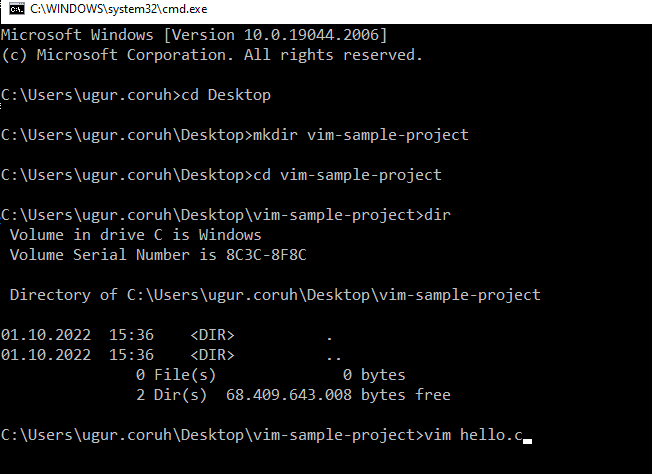 C:\WINDOWS\system32\cmd.exe
Microsoft Windows [Version 10.0.19044.2006]
(c) Microsoft Corporation. All rights reserved.
C:\Users\ugur.coruh>cd Desktop
C:\Users\ugur.coruh\Desktop>mkdir vim-sample-project
C:\Users\ugur.coruh\Desktop>cd vim-sample-project
C:\Users\ugur.coruh\Desktop\vim-sample-project>dir
 Volume in drive C is Windows
 Volume Serial Number is 8C3C-8F8C
 Directory of C:\Users\ugur.coruh\Desktop\vim-sample-project
01.10.2022  15:36    <DIR>          .
01.10.2022  15:36    <DIR>          ..
               0 File(s)              0 bytes
               2 Dir(s)  68.409.643.008 bytes free
C:\Users\ugur.coruh\Desktop\vim-sample-project>vim hello.c